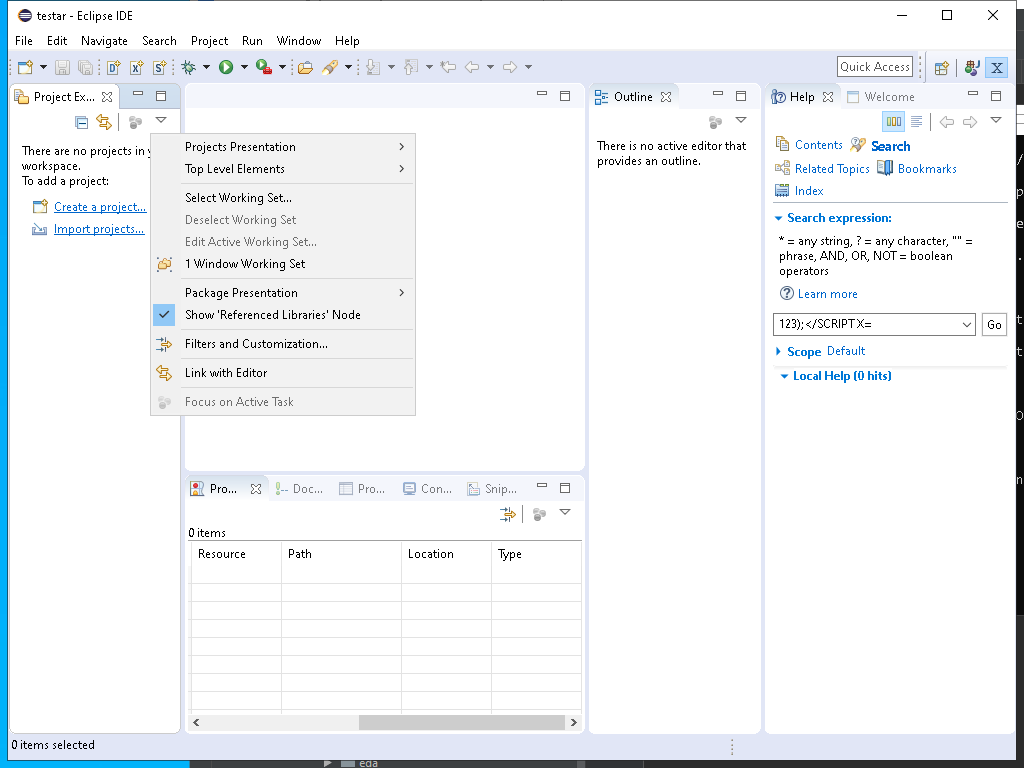 testar - Eclipse IDE
File Edit Navigate Search Project Run Window Help
Quick Access
Project Ex...
There are no projects in y
workspace.
To add a project:
Create a project...
Import projects...
Projects Presentation
Top Level Elements
Select Working Set...
Deselect Working Set
Edit Active Working Set...
1 Window Working Set
Package Presentation
Show 'Referenced Libraries' Node
Filters and Customization...
Link with Editor
Focus on Active Task
Pro... Doc... Pro... Con... Snip...
0 items
Resource Path Location Type
Outline
There is no active editor that
provides an outline.
Help Welcome
Contents Search
Related Topics Bookmarks
Index
Search expression:
* = any string, ? = any character, "" =
phrase, AND, OR, NOT = boolean
operators
Learn more
123);</SCRIPTX= Go
Scope Default
Local Help (0 hits)
0 items selected
eda